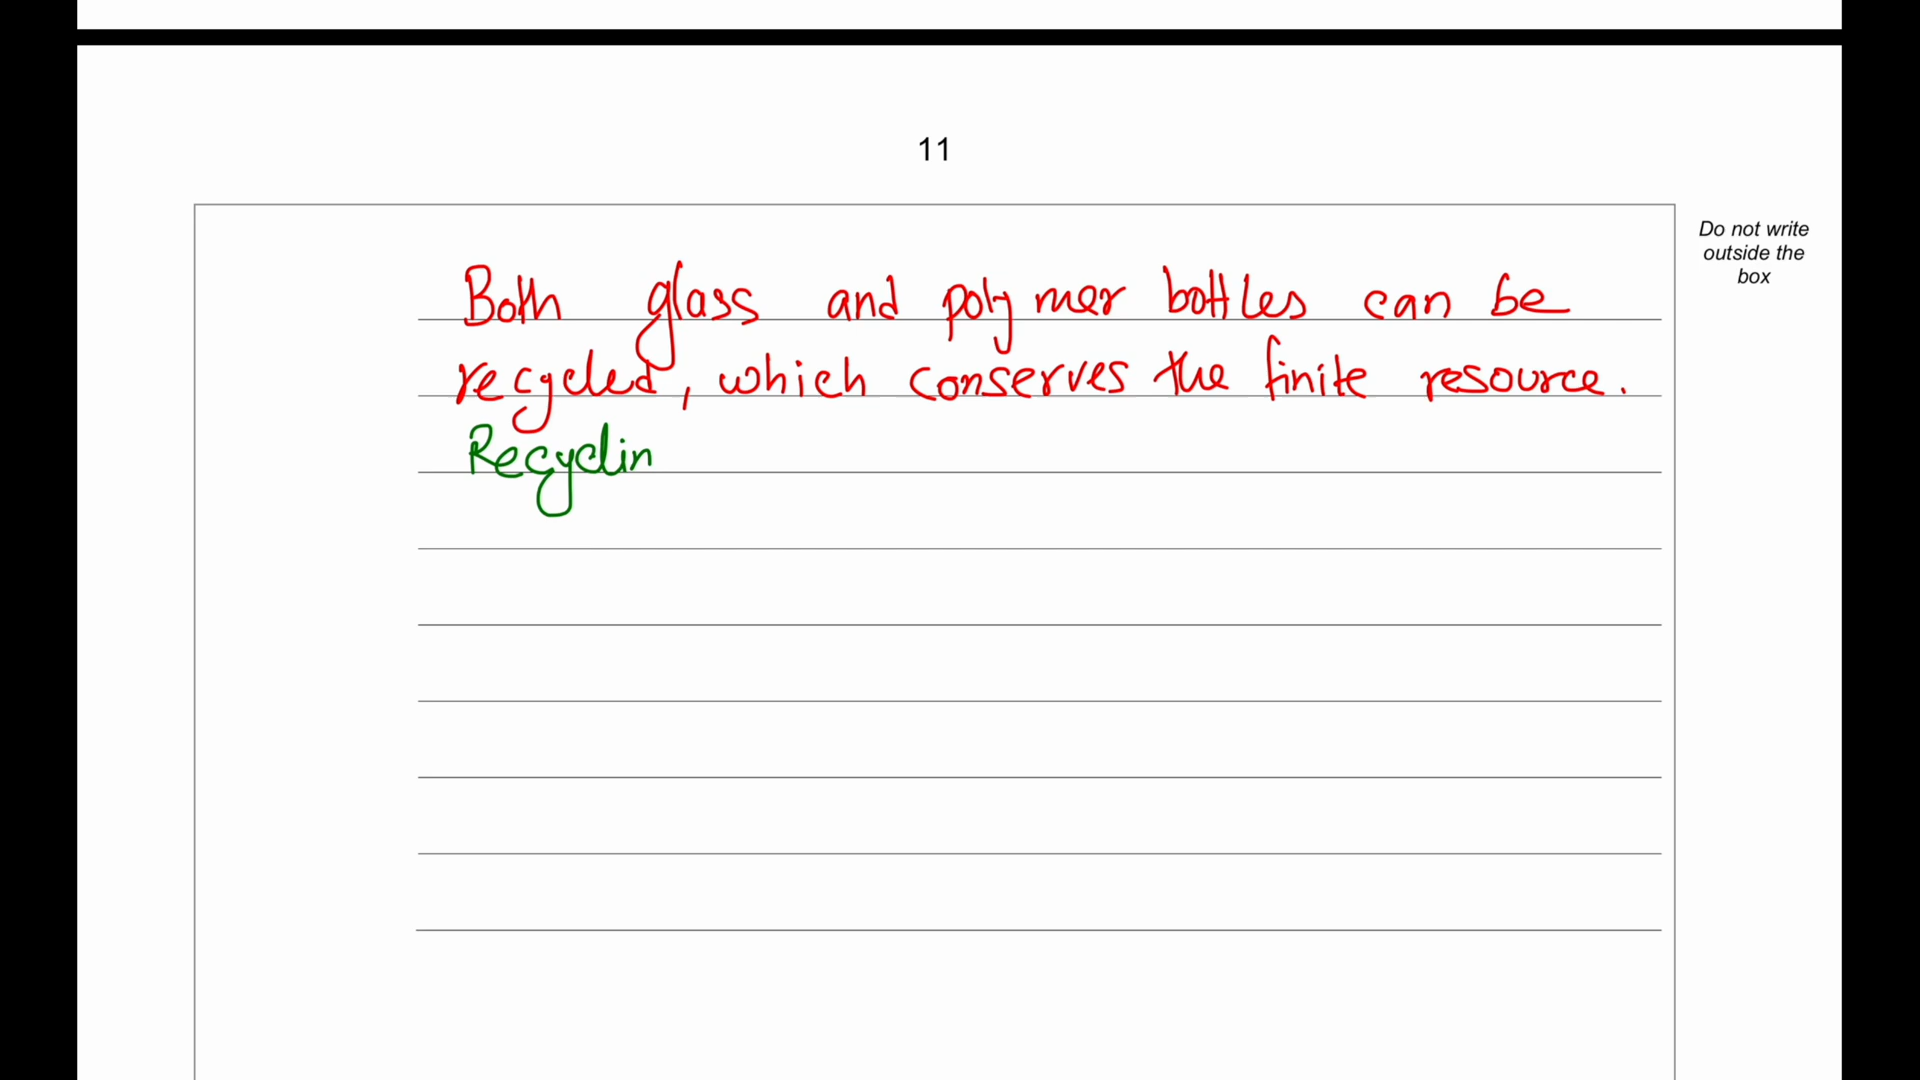 11
Do not write
outside the
box
Both glass and polymer bottles can be
recycled, which conserves the finite resource.
Recyclin